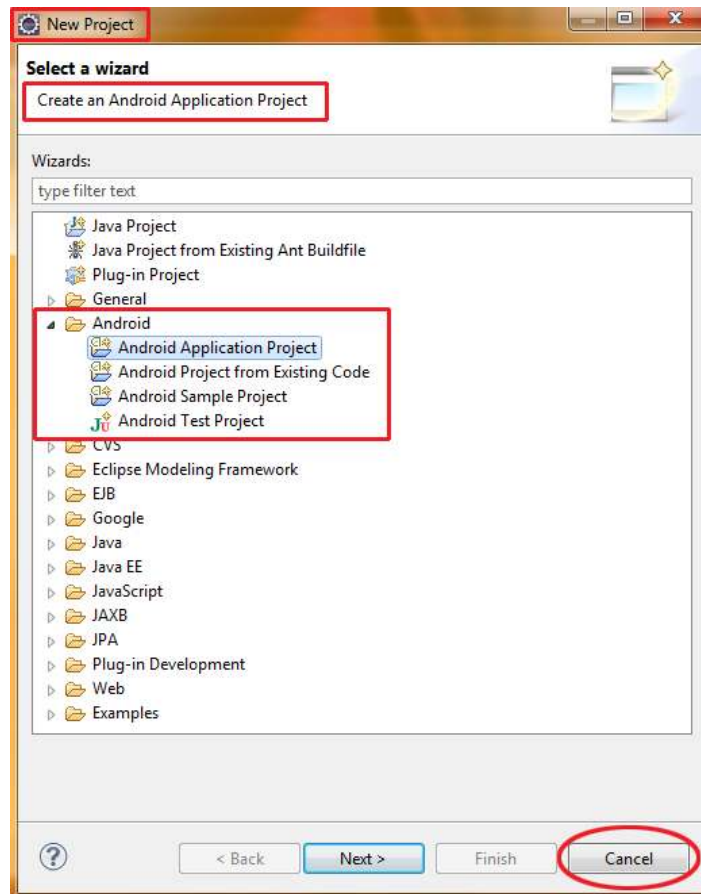 New Project
Select a wizard
Create an Android Application Project
Wizards:
type filter text
Java Project
Java Project from Existing Ant Buildfile
Plug-in Project
General
Android
Android Application Project
Android Project from Existing Code
Android Sample Project
Android Test Project
CVS
Eclipse Modeling Framework
EJB
Google
Java
Java EE
JavaScript
JAXB
JPA
Plug-in Development
Web
Examples
< Back Next > Finish Cancel